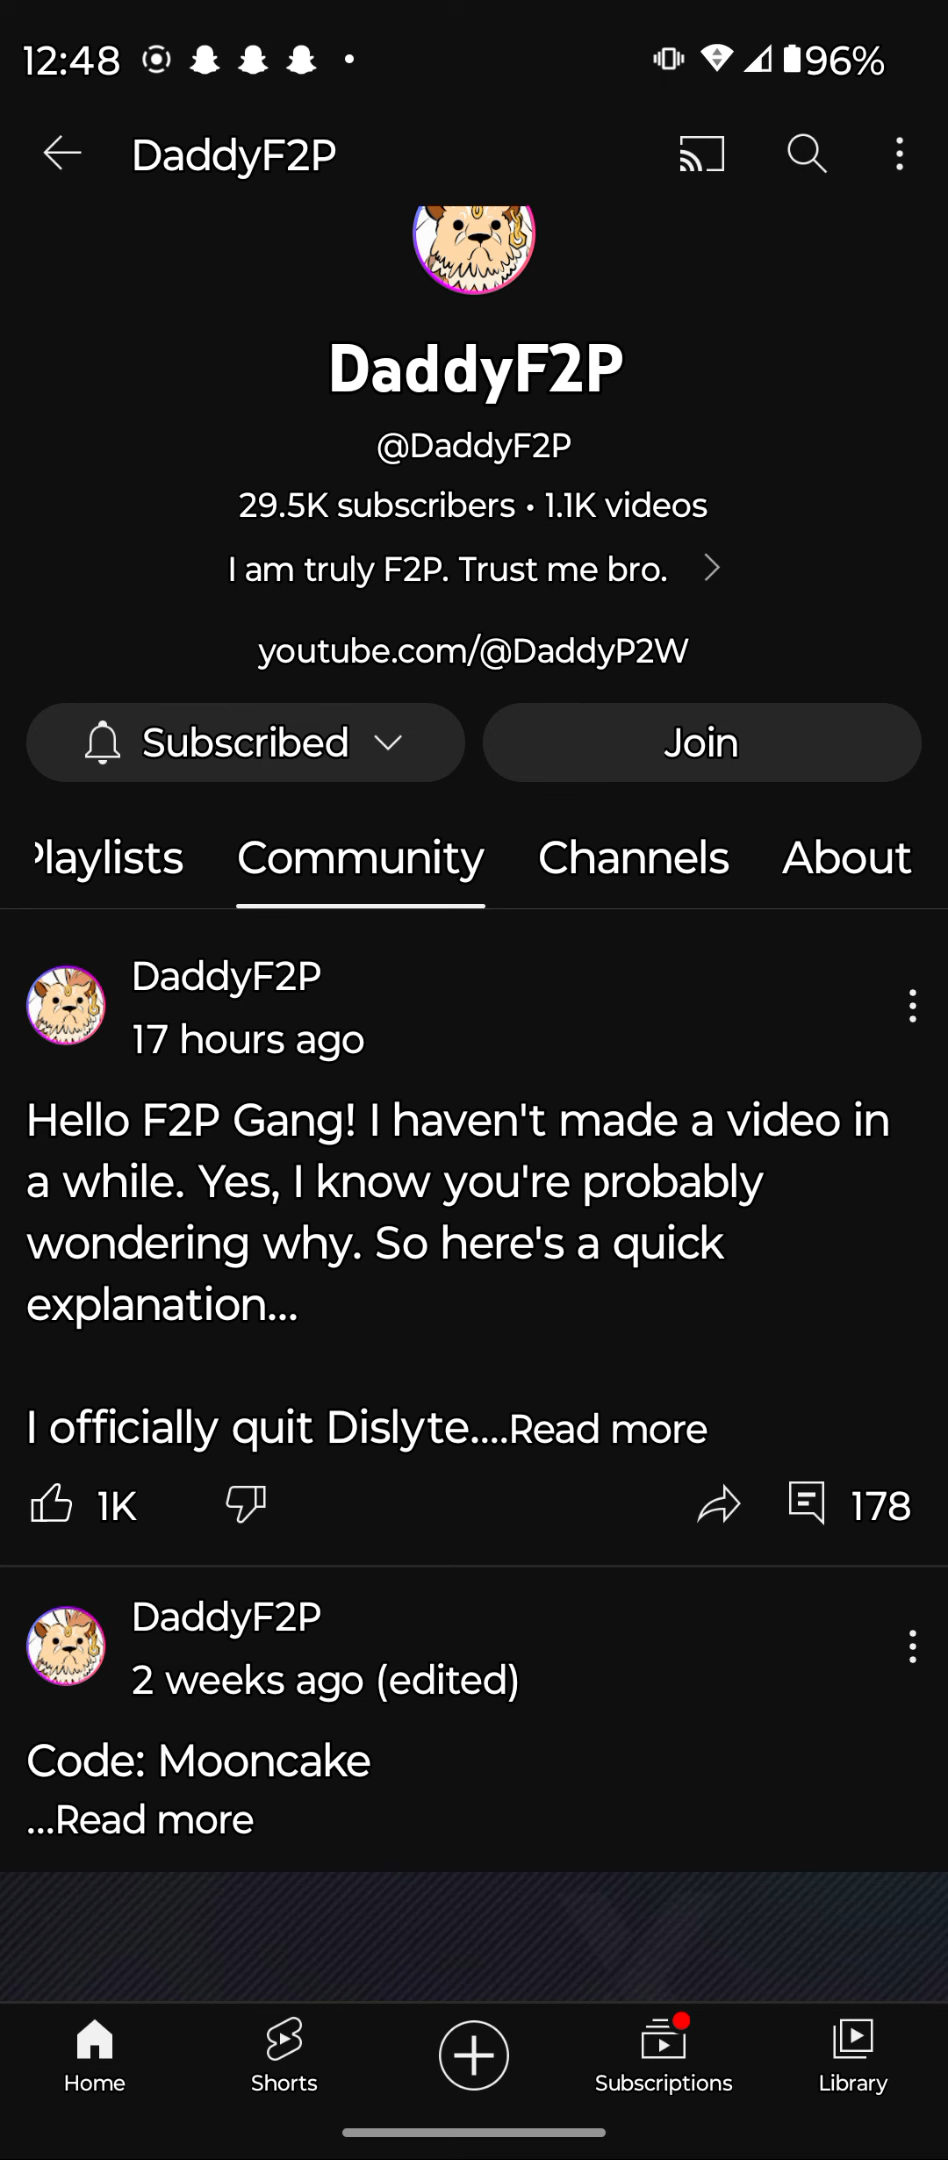 12:48
96%
DaddyF2P
DaddyF2P
@DaddyF2P
29.5K subscribers • 1.1K videos
I am truly F2P. Trust me bro.
youtube.com/@DaddyP2W
Subscribed
Join
Playlists Community Channels About
DaddyF2P
17 hours ago
Hello F2P Gang! I haven't made a video in
a while. Yes, I know you're probably
wondering why. So here's a quick
explanation...
I officially quit Dislyte....Read more
1K
178
DaddyF2P
2 weeks ago (edited)
Code: Mooncake
...Read more
Home
Shorts
Subscriptions
Library